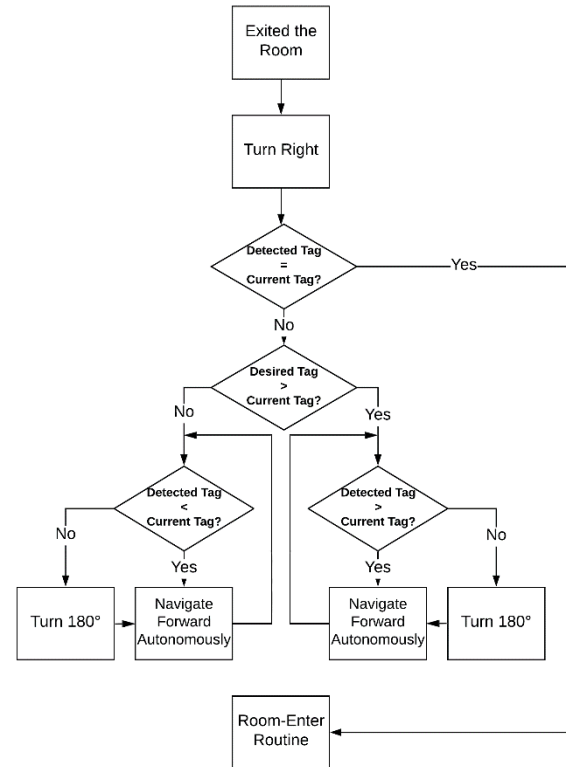 Exited the
Room
Turn Right
Detected Tag
=
Current Tag?
Yes
No
Desired Tag
>
Current Tag?
No
Yes
Detected Tag
<
Current Tag?
Detected Tag
>
Current Tag?
No
Yes
Yes
No
Turn 180°
Navigate
Forward
Autonomously
Navigate
Forward
Autonomously
Turn 180°
Room-Enter
Routine